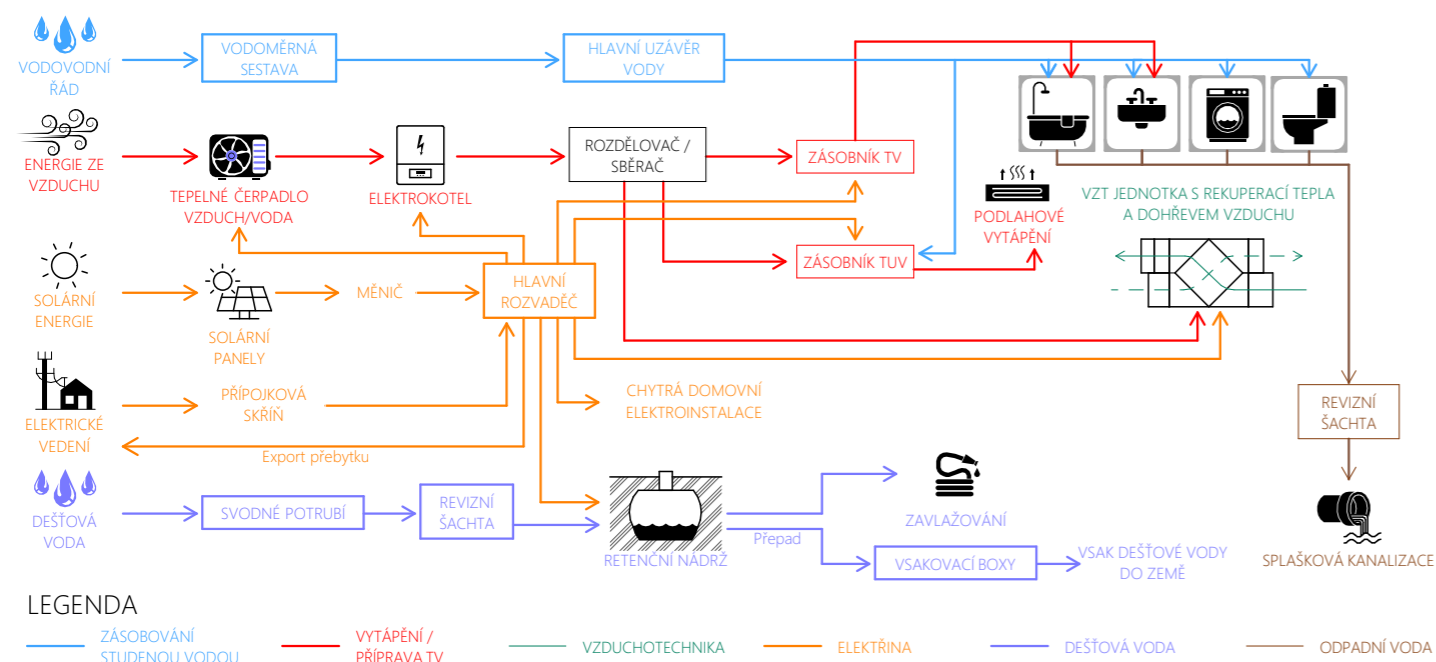 VODOVODNÍ
ŘÁD
VODOMĚRNÁ
SESTAVA
HLAVNÍ UZÁVĚR
VODY
ENERGIE ZE
VZDUCHU
TEPELNÉ ČERPADLO
VZDUCH/VODA
ELEKTROKOTEL
ROZDĚLOVAČ /
SBĚRAČ
ZÁSOBNÍK TV
PODLAHOVÉ
VYTÁPĚNÍ
VZT JEDNOTKA S REKUPERACÍ TEPLA
A DOHŘEVEM VZDUCHU
ZÁSOBNÍK TUV
SOLÁRNÍ
ENERGIE
SOLÁRNÍ
PANELY
MĚNIČ
HLAVNÍ
ROZVADĚČ
ELEKTRICKÉ
VEDENÍ
PŘÍPOJKOVÁ
SKŘÍŇ
Export přebytku
CHYTRÁ DOMOVNÍ
ELEKTROINSTALACE
REVIZNÍ
ŠACHTA
DEŠŤOVÁ
VODA
SVODNÉ POTRUBÍ
REVIZNÍ
ŠACHTA
RETENČNÍ NÁDRŽ
Přepad
ZAVLAŽOVÁNÍ
VSAKOVACÍ BOXY
VSAK DEŠŤOVÉ VODY
DO ZEMĚ
SPLAŠKOVÁ KANALIZACE
LEGENDA
ZÁSOBOVÁNÍ
STUDENOU VODOU
VYTÁPĚNÍ /
PŘÍPRAVA TV
VZDUCHOTECHNIKA
ELEKTŘINA
DEŠŤOVÁ VODA
ODPADNÍ VODA